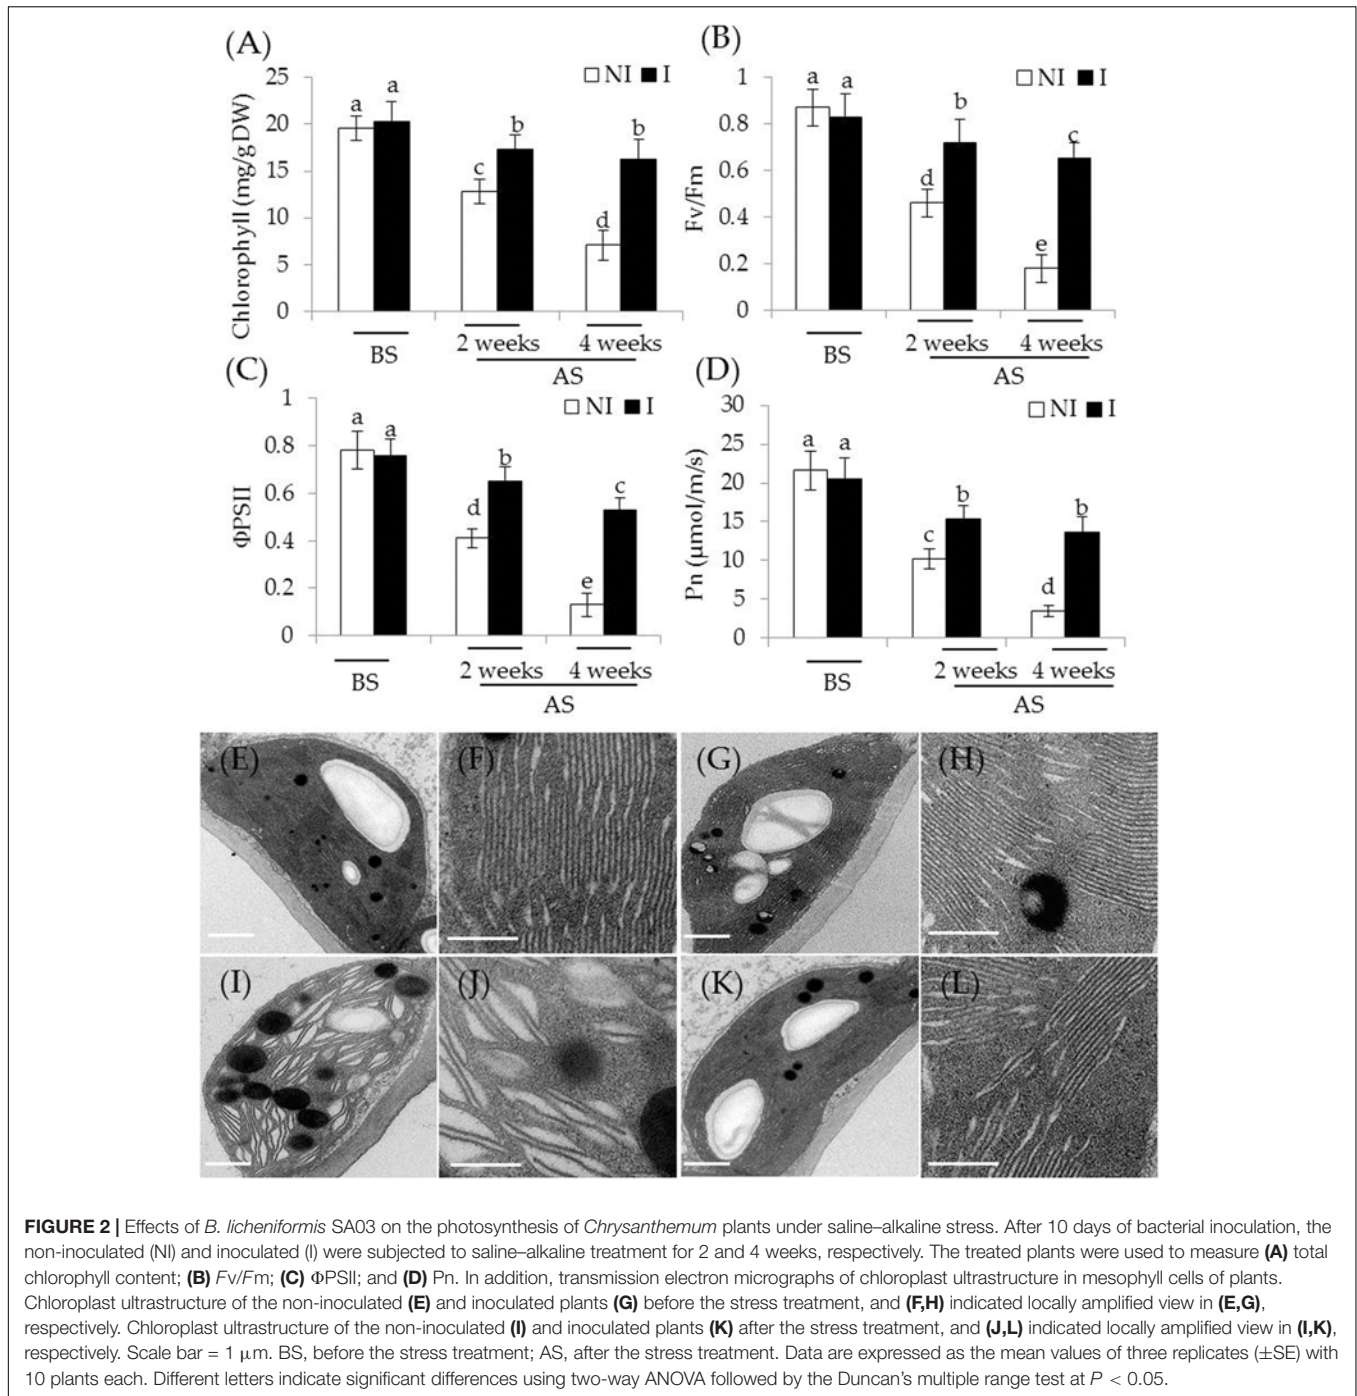 (A)
NI I
Chlorophyll (mg/g DW)
25
20
15
10
5
0
a a
c b
d b
BS
2 weeks 4 weeks
AS
(B)
NI I
Fv/Fm
1
0.8
0.6
0.4
0.2
0
a a
d b
e c
BS
2 weeks 4 weeks
AS
(C)
NI I
ΦPSII
1
0.8
0.6
0.4
0.2
0
a a
d b
e c
BS
2 weeks 4 weeks
AS
(D)
NI I
Pn (μmol/m/s)
30
25
20
15
10
5
0
a a
c b
d b
BS
2 weeks 4 weeks
AS
(E) (F) (G) (H)
(I) (J) (K) (L)
FIGURE 2 | Effects of B. licheniformis SA03 on the photosynthesis of Chrysanthemum plants under saline–alkaline stress. After 10 days of bacterial inoculation, the
non-inoculated (NI) and inoculated (I) were subjected to saline–alkaline treatment for 2 and 4 weeks, respectively. The treated plants were used to measure (A) total
chlorophyll content; (B) Fv/Fm; (C) ΦPSII; and (D) Pn. In addition, transmission electron micrographs of chloroplast ultrastructure in mesophyll cells of plants.
Chloroplast ultrastructure of the non-inoculated (E) and inoculated plants (G) before the stress treatment, and (F,H) indicated locally amplified view in (E,G),
respectively. Chloroplast ultrastructure of the non-inoculated (I) and inoculated plants (K) after the stress treatment, and (J,L) indicated locally amplified view in (I,K),
respectively. Scale bar = 1 μm. BS, before the stress treatment; AS, after the stress treatment. Data are expressed as the mean values of three replicates (±SE) with
10 plants each. Different letters indicate significant differences using two-way ANOVA followed by the Duncan's multiple range test at P < 0.05.